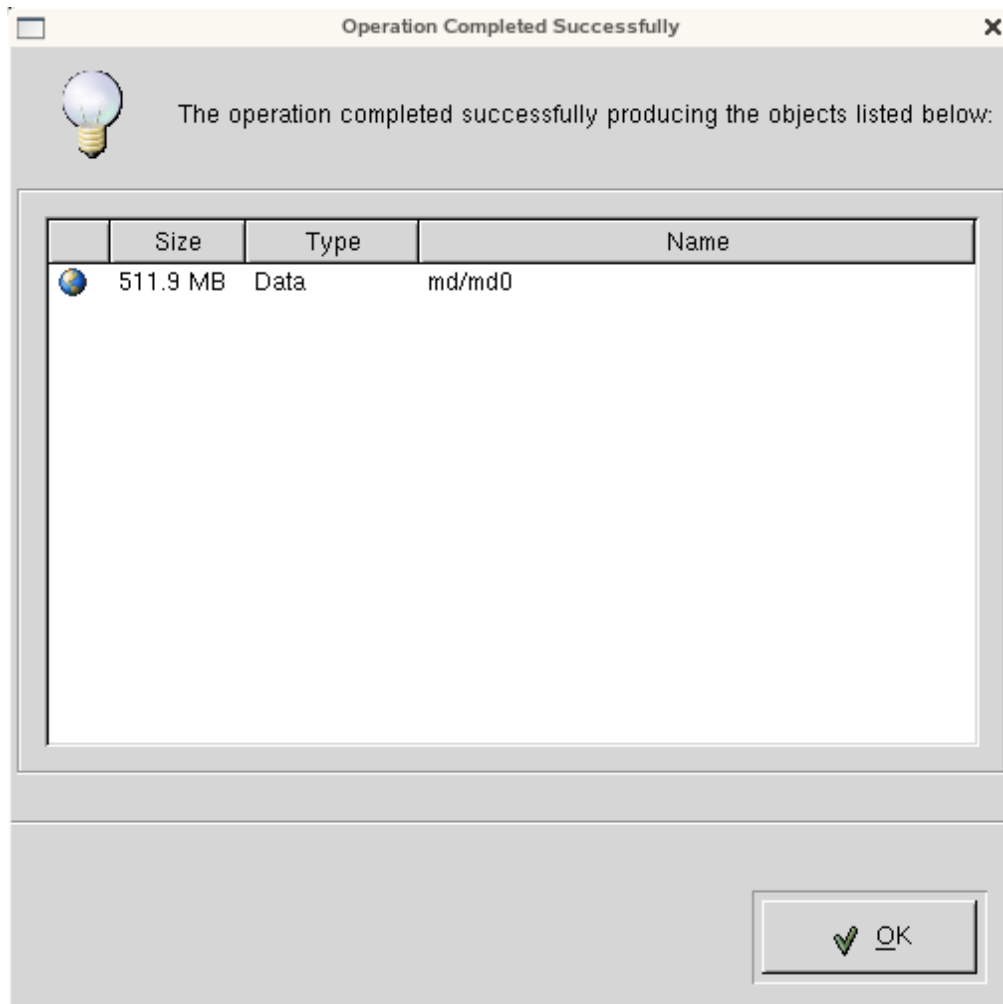 Operation Completed Successfully
The operation completed successfully producing the objects listed below:
Size Type Name
511.9 MB Data md/md0
OK